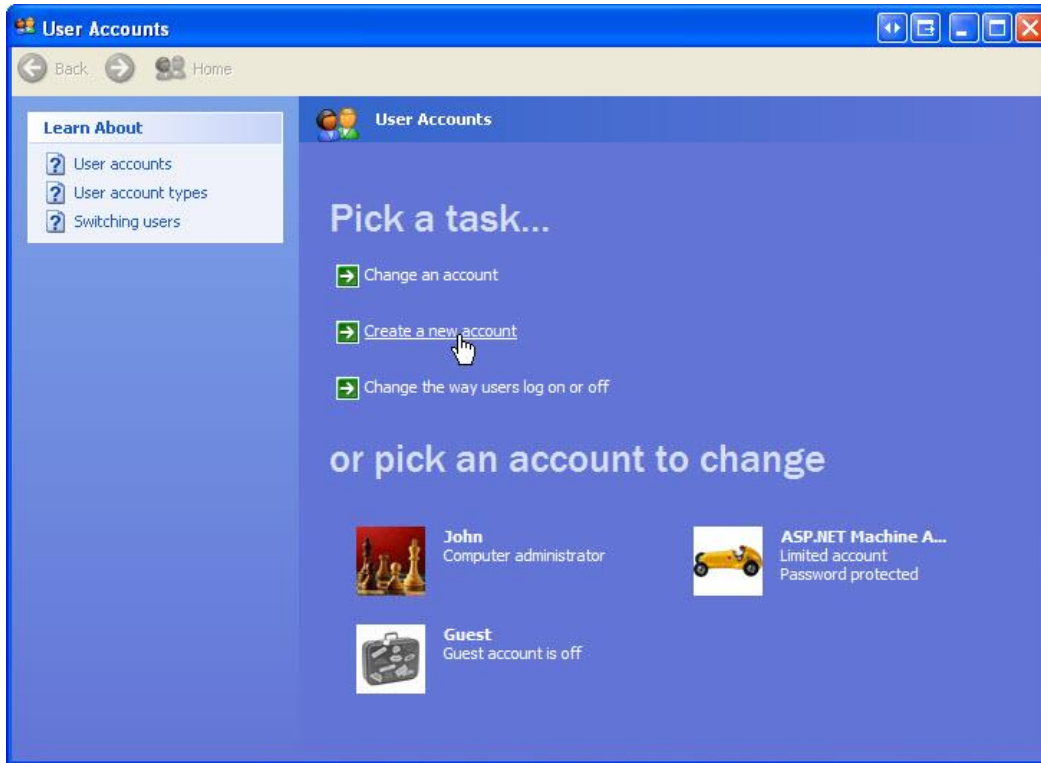 User Accounts
Back Home
Learn About
User accounts
User account types
Switching users
User Accounts
Pick a task...
Change an account
Create a new account
Change the way users log on or off
or pick an account to change
John
Computer administrator
ASP.NET Machine A...
Limited account
Password protected
Guest
Guest account is off